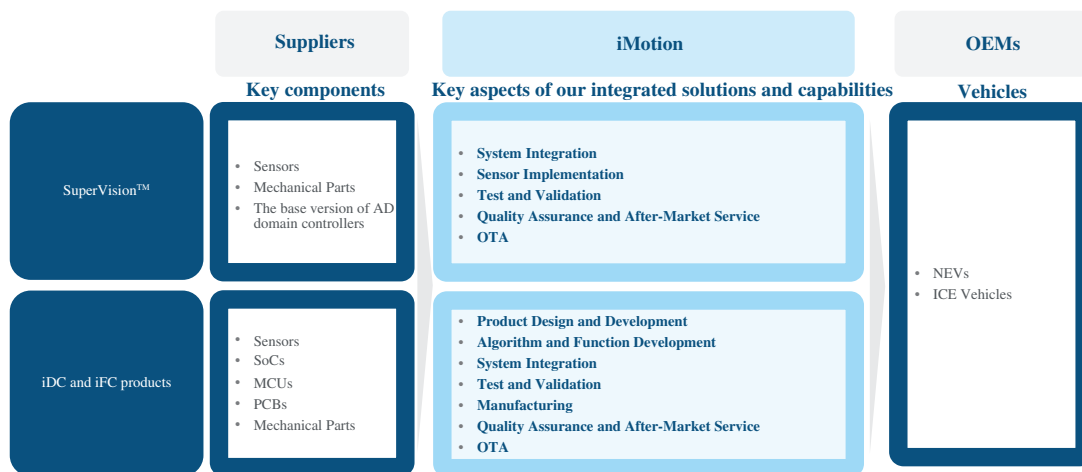 Suppliers
iMotion
OEMs
Key components
Key aspects of our integrated solutions and capabilities
Vehicles
SuperVision™
• Sensors
• Mechanical Parts
• The base version of AD
domain controllers
• System Integration
• Sensor Implementation
• Test and Validation
• Quality Assurance and After-Market Service
• OTA
• NEVs
• ICE Vehicles
iDC and iFC products
• Sensors
• SoCs
• MCUs
• PCBs
• Mechanical Parts
• Product Design and Development
• Algorithm and Function Development
• System Integration
• Test and Validation
• Manufacturing
• Quality Assurance and After-Market Service
• OTA